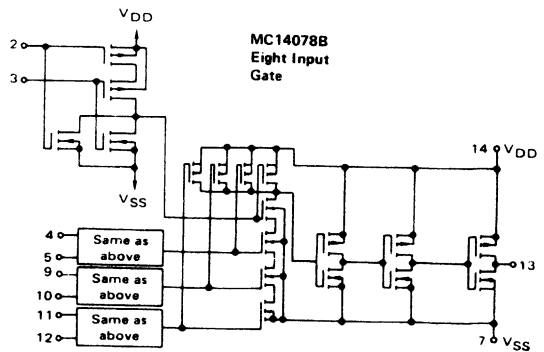 VDD
2
3
MC14078B
Eight Input
Gate
VSS
14
VDD
4
5
Same as
above
9
10
Same as
above
11
12
Same as
above
13
7
VSS